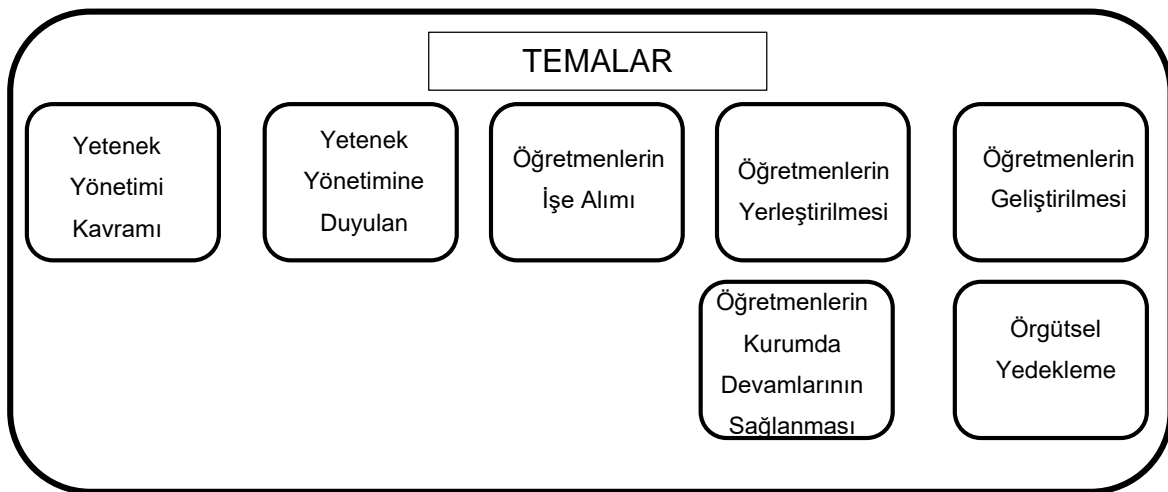 TEMALAR
Yetenek
Yönetimi
Kavramı
Yetenek
Yönetimine
Duyulan
Öğretmenlerin
İşe Alımı
Öğretmenlerin
Yerleştirilmesi
Öğretmenlerin
Geliştirilmesi
Öğretmenlerin
Kurumda
Devamlarının
Sağlanması
Örgütsel
Yedekleme